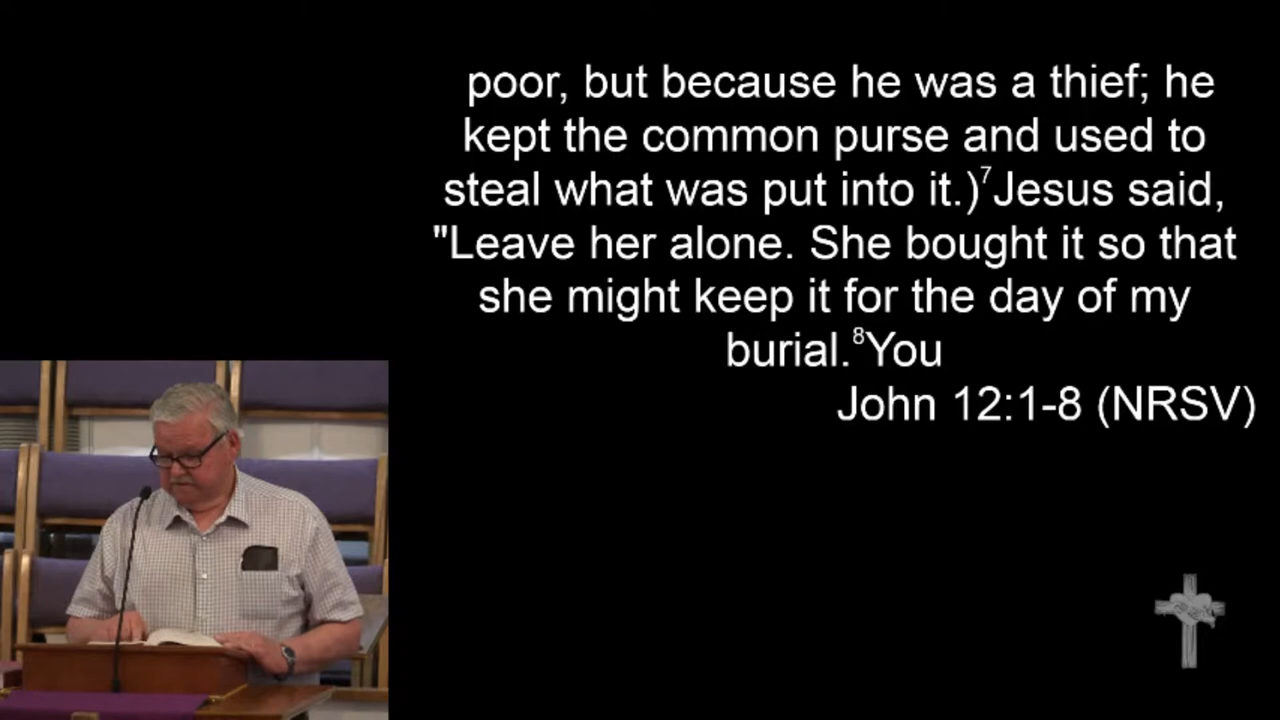 poor, but because he was a thief; he
kept the common purse and used to
steal what was put into it.)⁷Jesus said,
"Leave her alone. She bought it so that
she might keep it for the day of my
burial.⁸You
John 12:1-8 (NRSV)